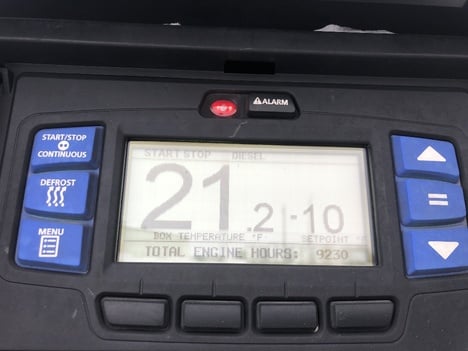 ALARM
START/STOP
CONTINUOUS
DEFROST
MENU
START STOP DIESEL
21.2 -10
BOX TEMPERATURE °F SETPOINT °F
TOTAL ENGINE HOURS: 9230
=